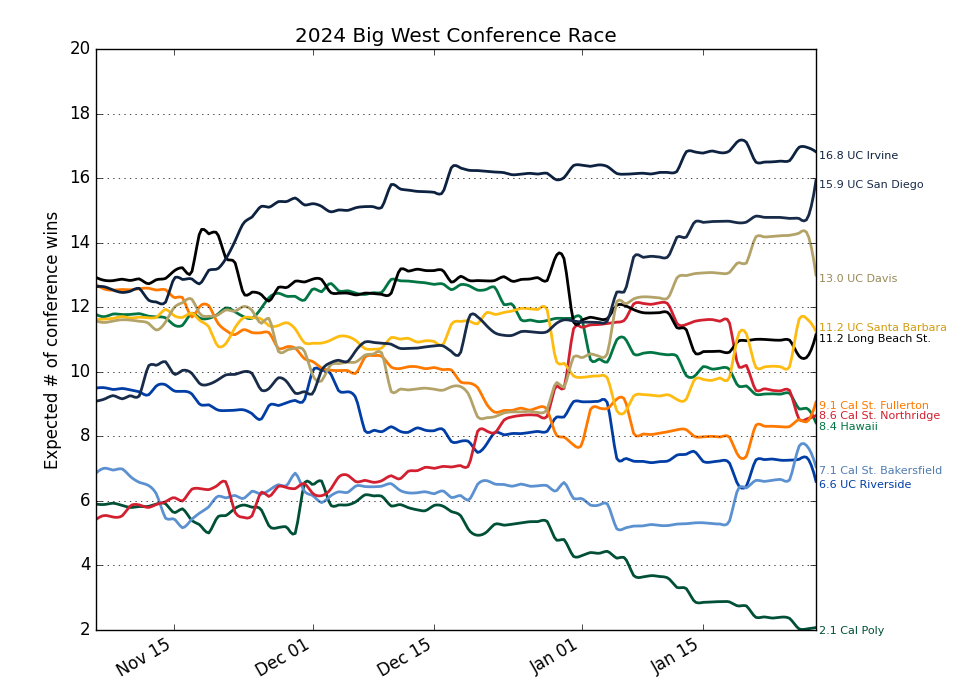 2024 Big West Conference Race
Expected # of conference wins
20
18
16
14
12
10
8
6
4
2
Nov 15
Dec 01
Dec 15
Jan 01
Jan 15
16.8 UC Irvine
15.9 UC San Diego
13.0 UC Davis
11.2 UC Santa Barbara
11.2 Long Beach St.
9.1 Cal St. Fullerton
8.6 Cal St. Northridge
8.4 Hawaii
7.1 Cal St. Bakersfield
6.6 UC Riverside
2.1 Cal Poly